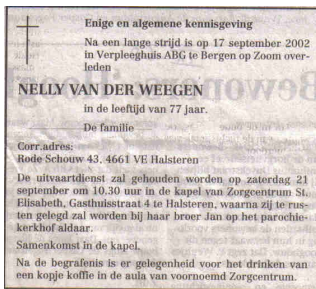 Enige en algemene kennisgeving
Na een lange strijd is op 17 september 2002
in Verpleeghuis ABG te Bergen op Zoom over-
leden
NELLY VAN DER WEEGEN
in de leeftijd van 77 jaar.
De familie
Corr.adres:
Rode Schouw 43, 4661 VE Halsteren
De uitvaartdienst zal gehouden worden op zaterdag 21
september om 10.30 uur in de kapel van Zorgcentrum St.
Elisabeth, Gasthuisstraat 4 te Halsteren, waarna zij te rus-
ten gelegd zal worden bij haar broer Jan op het parochie-
kerkhof aldaar.
Samenkomst in de kapel.
Na de begrafenis is er gelegenheid voor het drinken van
een kopje koffie in de aula van voornoemd Zorgcentrum.